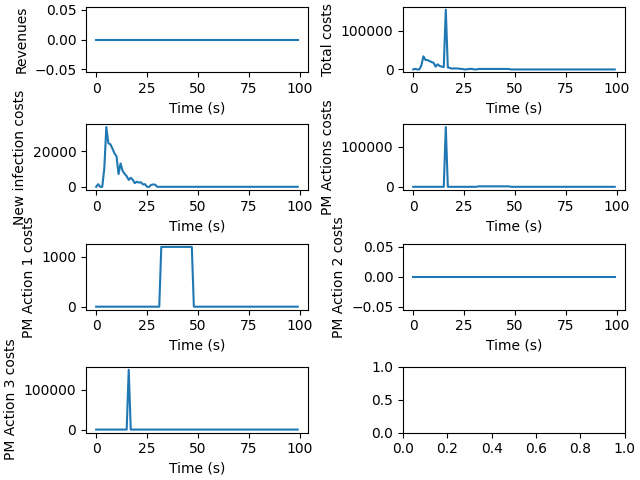 Revenues
0.05
0.00
−0.05
0 25 50 75 100
Time (s)
Total costs
100000
0
0 25 50 75 100
Time (s)
New infection costs
20000
0
0 25 50 75 100
Time (s)
PM Actions costs
100000
0
0 25 50 75 100
Time (s)
PM Action 1 costs
1000
0
0 25 50 75 100
Time (s)
PM Action 2 costs
0.05
0.00
−0.05
0 25 50 75 100
Time (s)
PM Action 3 costs
100000
0
0 25 50 75 100
Time (s)
1.0
0.5
0.0
0.0 0.2 0.4 0.6 0.8 1.0